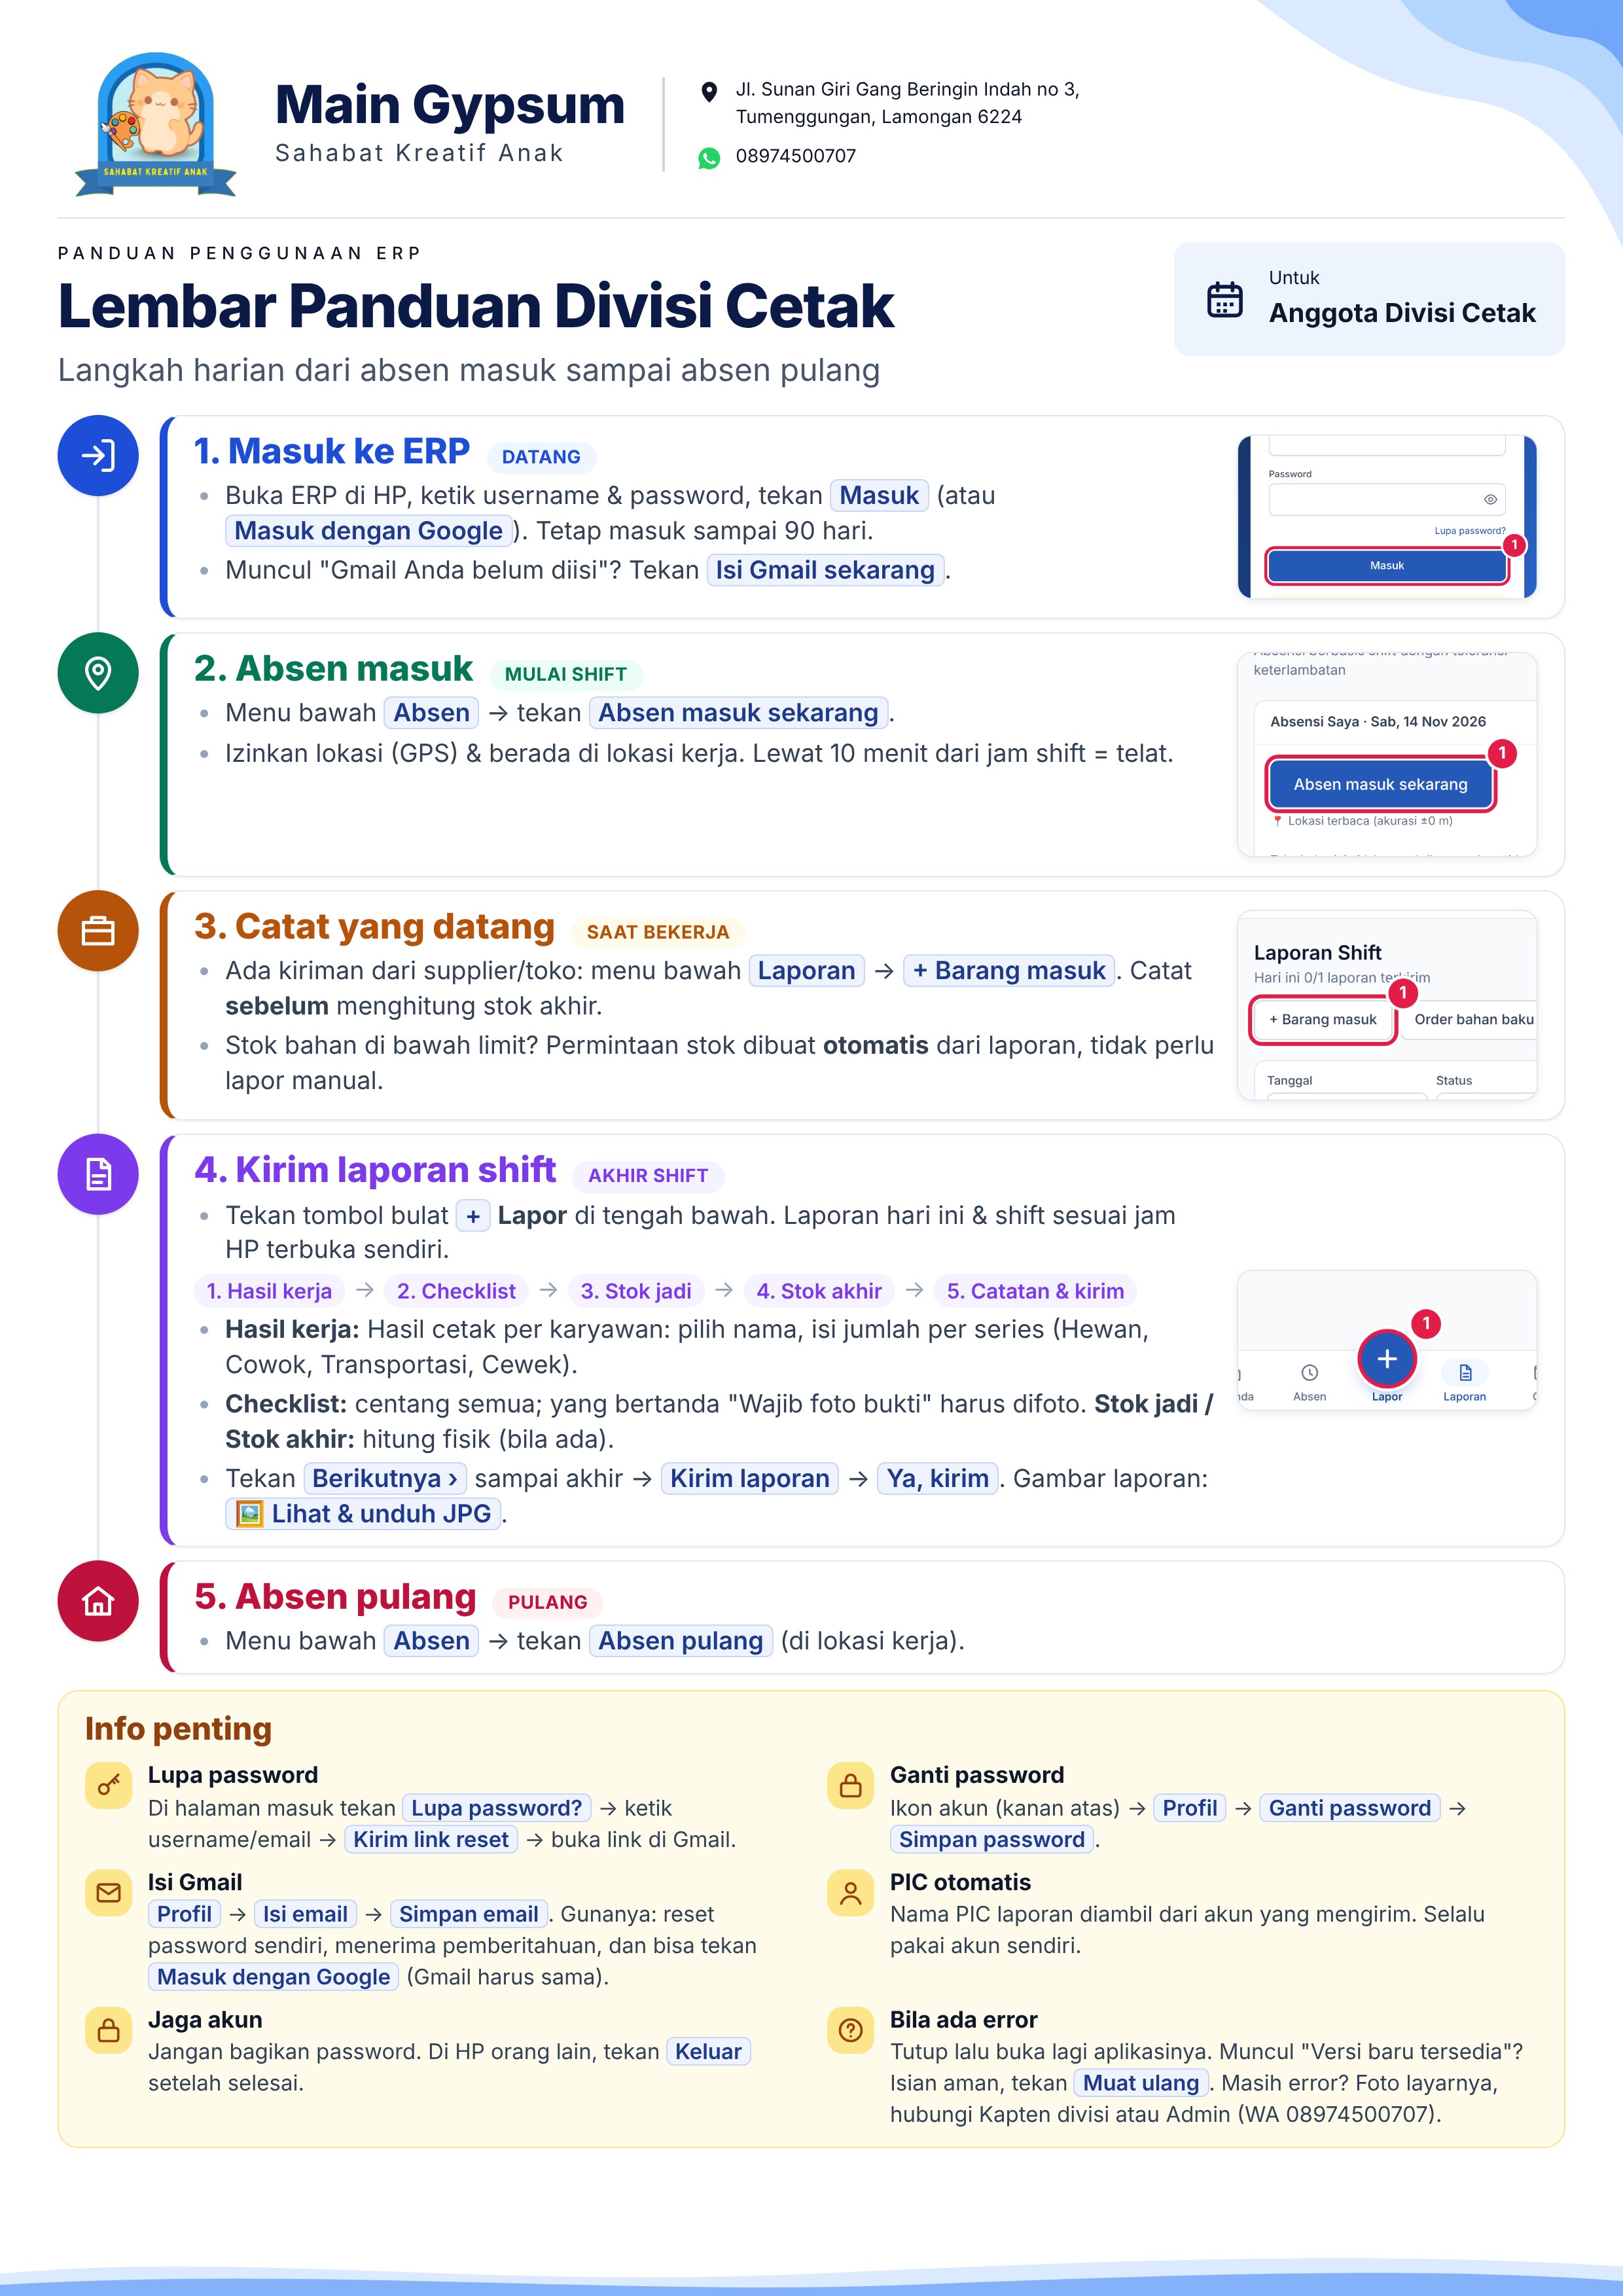 SAHABAT KREATIF ANAK
Main Gypsum
Sahabat Kreatif Anak
Jl. Sunan Giri Gang Beringin Indah no 3,
Tumenggungan, Lamongan 6224
08974500707
PANDUAN PENGGUNAAN ERP
Lembar Panduan Divisi Cetak
Langkah harian dari absen masuk sampai absen pulang
Untuk
Anggota Divisi Cetak
1. Masuk ke ERP DATANG
• Buka ERP di HP, ketik username & password, tekan Masuk (atau
Masuk dengan Google). Tetap masuk sampai 90 hari.
• Muncul "Gmail Anda belum diisi"? Tekan Isi Gmail sekarang.
Password
Lupa password?
1
Masuk
2. Absen masuk MULAI SHIFT
• Menu bawah Absen → tekan Absen masuk sekarang.
• Izinkan lokasi (GPS) & berada di lokasi kerja. Lewat 10 menit dari jam shift = telat.
Absensi berbasis shift dengan toleransi
keterlambatan
Absensi Saya · Sab, 14 Nov 2026
1
Absen masuk sekarang
📍 Lokasi terbaca (akurasi ±0 m)
3. Catat yang datang SAAT BEKERJA
• Ada kiriman dari supplier/toko: menu bawah Laporan → + Barang masuk. Catat
sebelum menghitung stok akhir.
• Stok bahan di bawah limit? Permintaan stok dibuat otomatis dari laporan, tidak perlu
lapor manual.
Laporan Shift
Hari ini 0/1 laporan terkirim
1
+ Barang masuk Order bahan baku
Tanggal Status
4. Kirim laporan shift AKHIR SHIFT
• Tekan tombol bulat + Lapor di tengah bawah. Laporan hari ini & shift sesuai jam
HP terbuka sendiri.
1. Hasil kerja → 2. Checklist → 3. Stok jadi → 4. Stok akhir → 5. Catatan & kirim
• Hasil kerja: Hasil cetak per karyawan: pilih nama, isi jumlah per series (Hewan,
Cowok, Transportasi, Cewek).
• Checklist: centang semua; yang bertanda "Wajib foto bukti" harus difoto. Stok jadi /
Stok akhir: hitung fisik (bila ada).
• Tekan Berikutnya › sampai akhir → Kirim laporan → Ya, kirim. Gambar laporan:
🖼️ Lihat & unduh JPG.
1
+
nda Absen Lapor Laporan
5. Absen pulang PULANG
• Menu bawah Absen → tekan Absen pulang (di lokasi kerja).
Info penting
Lupa password
Di halaman masuk tekan Lupa password? → ketik
username/email → Kirim link reset → buka link di Gmail.
Ganti password
Ikon akun (kanan atas) → Profil → Ganti password →
Simpan password.
Isi Gmail
Profil → Isi email → Simpan email. Gunanya: reset
password sendiri, menerima pemberitahuan, dan bisa tekan
Masuk dengan Google (Gmail harus sama).
PIC otomatis
Nama PIC laporan diambil dari akun yang mengirim. Selalu
pakai akun sendiri.
Jaga akun
Jangan bagikan password. Di HP orang lain, tekan Keluar
setelah selesai.
Bila ada error
Tutup lalu buka lagi aplikasinya. Muncul "Versi baru tersedia"?
Isian aman, tekan Muat ulang. Masih error? Foto layarnya,
hubungi Kapten divisi atau Admin (WA 08974500707).